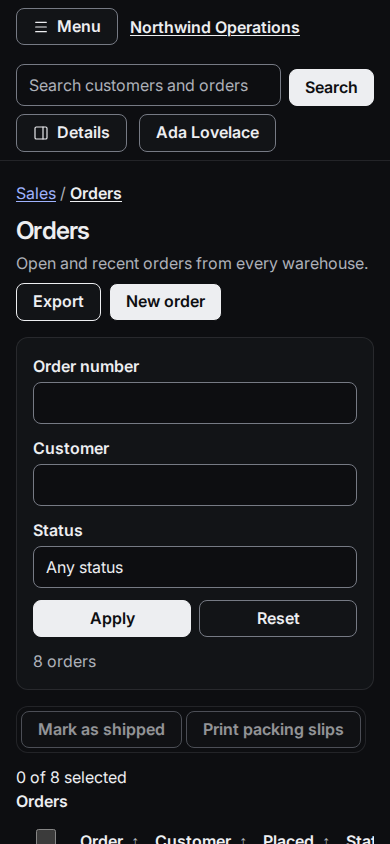 Menu Northwind Operations
Search customers and orders Search
Details Ada Lovelace
Sales / Orders
Orders
Open and recent orders from every warehouse.
Export New order
Order number
Customer
Status
Any status
Apply Reset
8 orders
Mark as shipped Print packing slips
0 of 8 selected
Orders
Order ↑ Customer ↑ Placed ↑